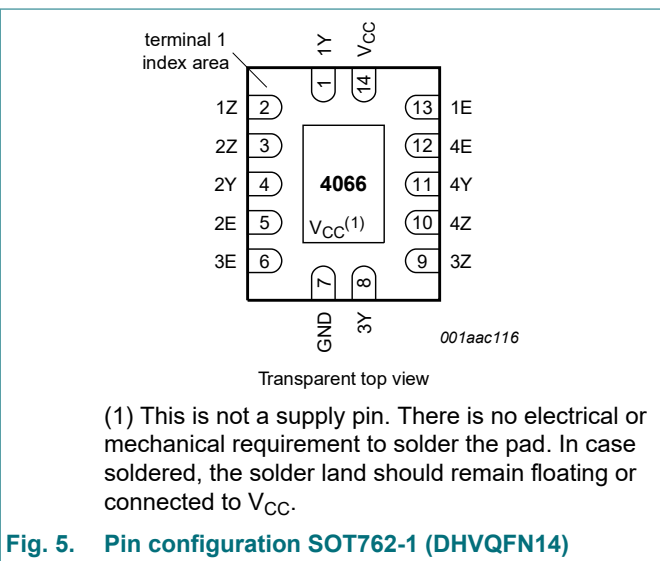 terminal 1
index area
1Y
VCC
1
14
1Z 2
13 1E
2Z 3
12 4E
2Y 4
4066
11 4Y
2E 5
VCC(1)
10 4Z
3E 6
9 3Z
7
8
GND
3Y
001aac116
Transparent top view
(1) This is not a supply pin. There is no electrical or
mechanical requirement to solder the pad. In case
soldered, the solder land should remain floating or
connected to VCC.
Fig. 5. Pin configuration SOT762-1 (DHVQFN14)